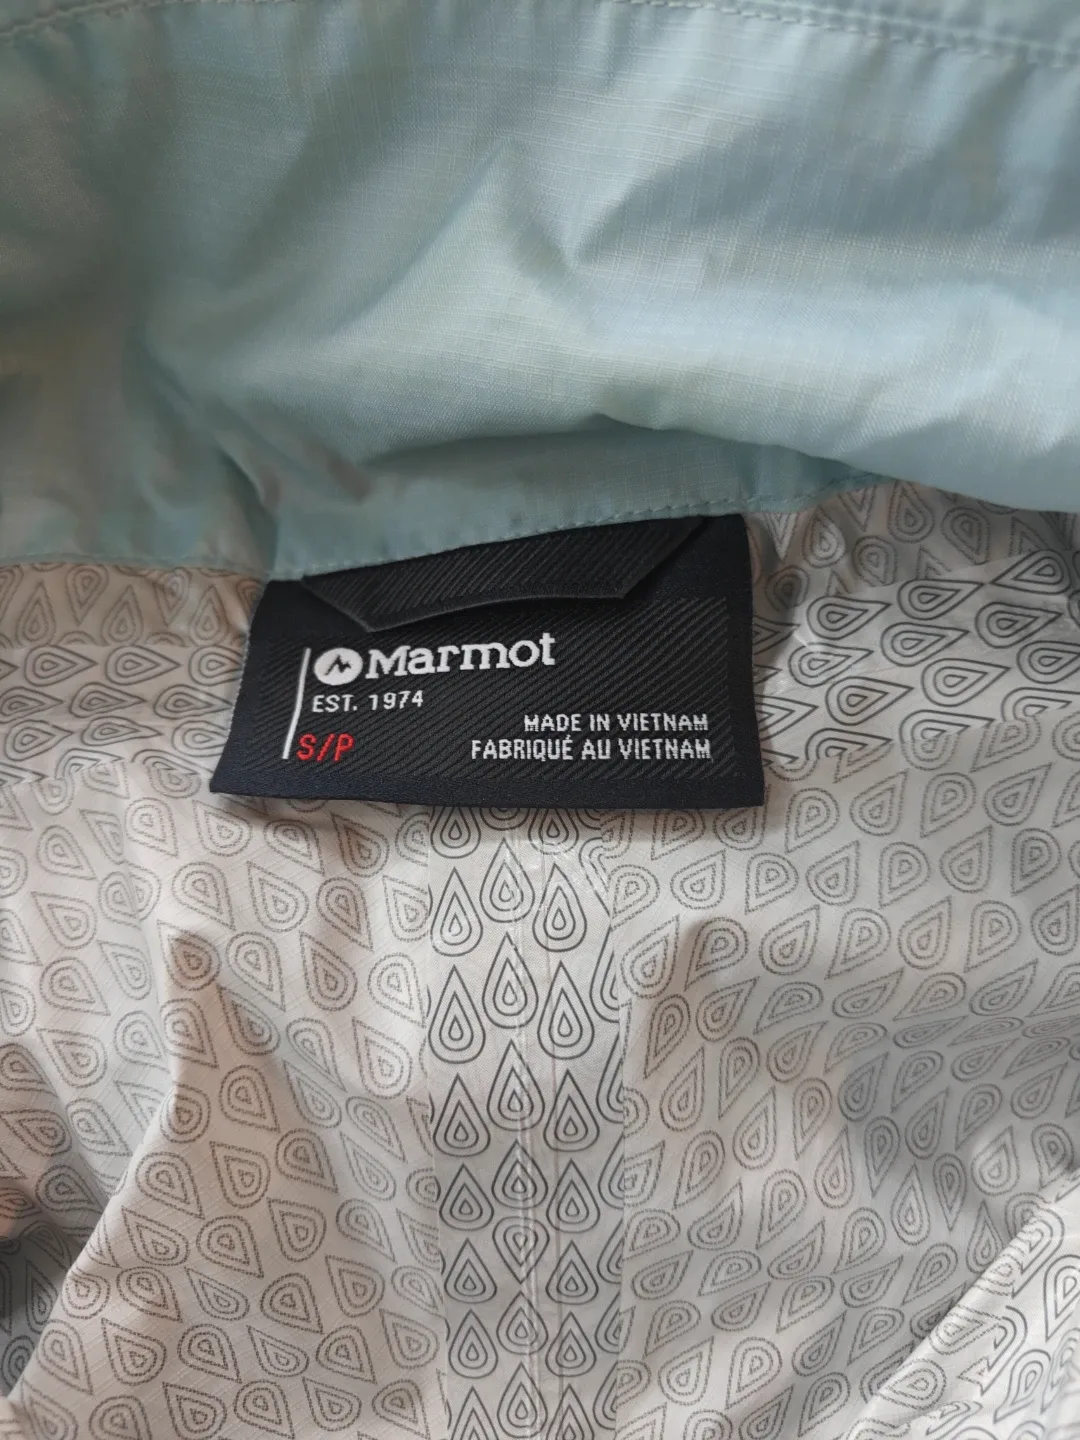 Marmot
EST. 1974
S/P
MADE IN VIETNAM
FABRIQUÉ AU VIETNAM